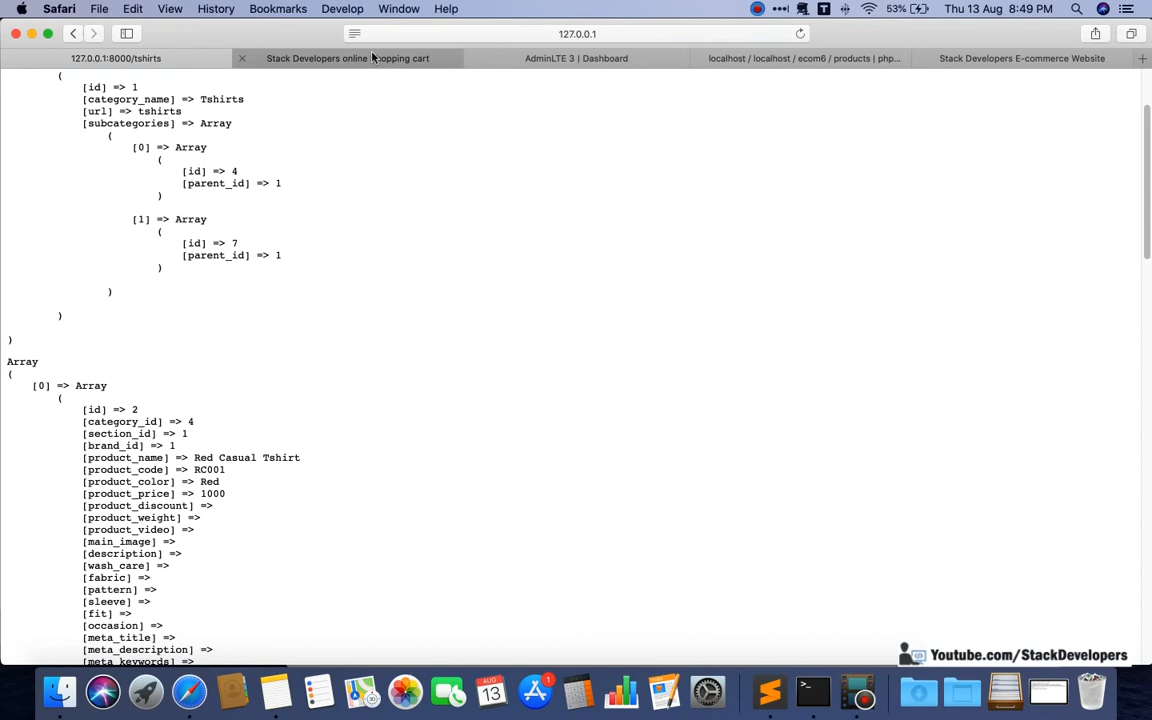 Safari File Edit View History Bookmarks Develop Window Help 53% Thu 13 Aug 8:49 PM
127.0.0.1
127.0.0.1:8000/tshirts Stack Developers online shopping cart AdminLTE 3 | Dashboard localhost / localhost / ecom6 / products | php... Stack Developers E-commerce Website
(
[id] => 1
[category_name] => Tshirts
[url] => tshirts
[subcategories] => Array
(
[0] => Array
(
[id] => 4
[parent_id] => 1
)
[1] => Array
(
[id] => 7
[parent_id] => 1
)
)
)
)
Array
(
[0] => Array
(
[id] => 2
[category_id] => 4
[section_id] => 1
[brand_id] => 1
[product_name] => Red Casual Tshirt
[product_code] => RC001
[product_color] => Red
[product_price] => 1000
[product_discount] =>
[product_weight] =>
[product_video] =>
[main_image] =>
[description] =>
[wash_care] =>
[fabric] =>
[pattern] =>
[sleeve] =>
[fit] =>
[occasion] =>
[meta_title] =>
[meta_description] =>
[meta_keywords] =>
Youtube.com/StackDevelopers
AUG
13
1